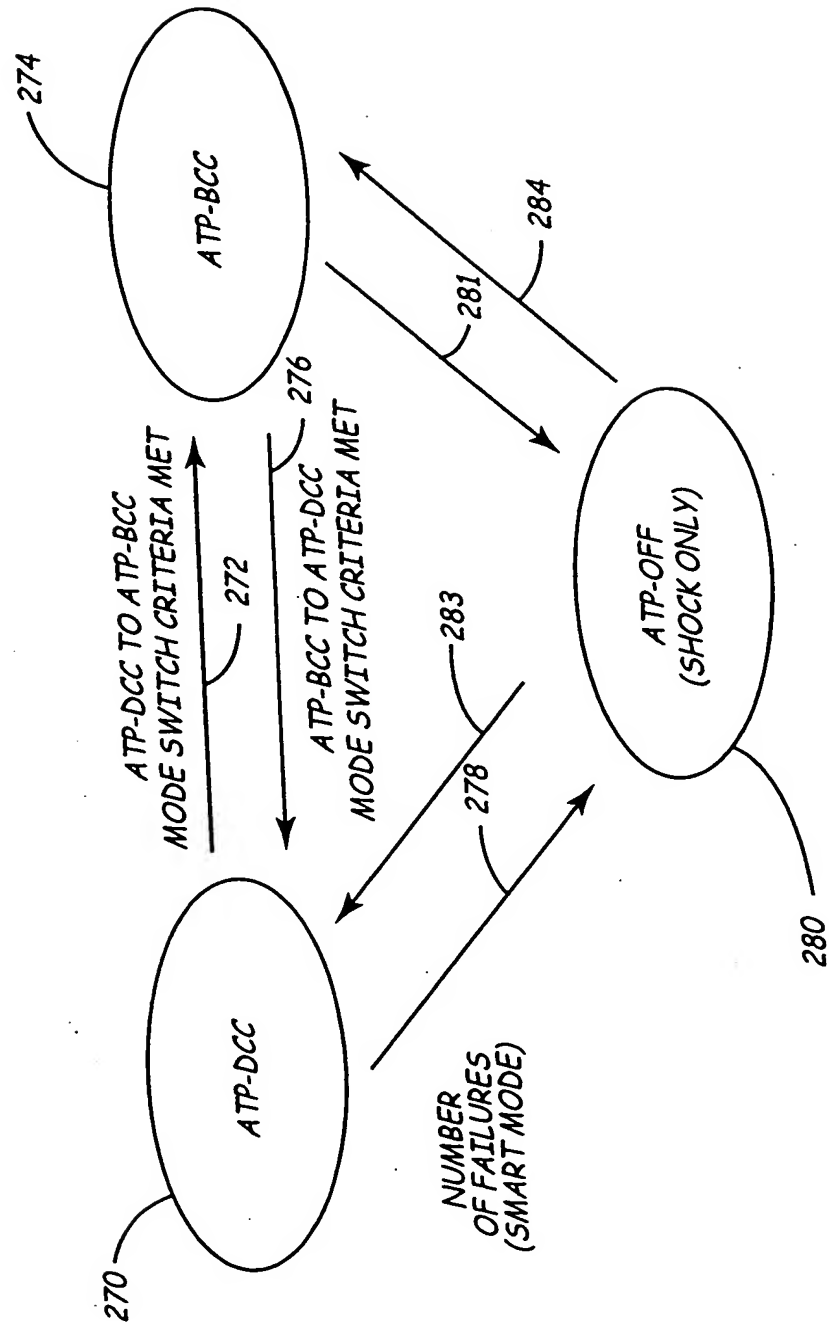 274
ATP-BCC
ATP-DCC TO ATP-BCC
MODE SWITCH CRITERIA MET
272
276
ATP-BCC TO ATP-DCC
MODE SWITCH CRITERIA MET
284
281
283
278
ATP-DCC
270
ATP-OFF
(SHOCK ONLY)
280
NUMBER
OF FAILURES
(SMART MODE)